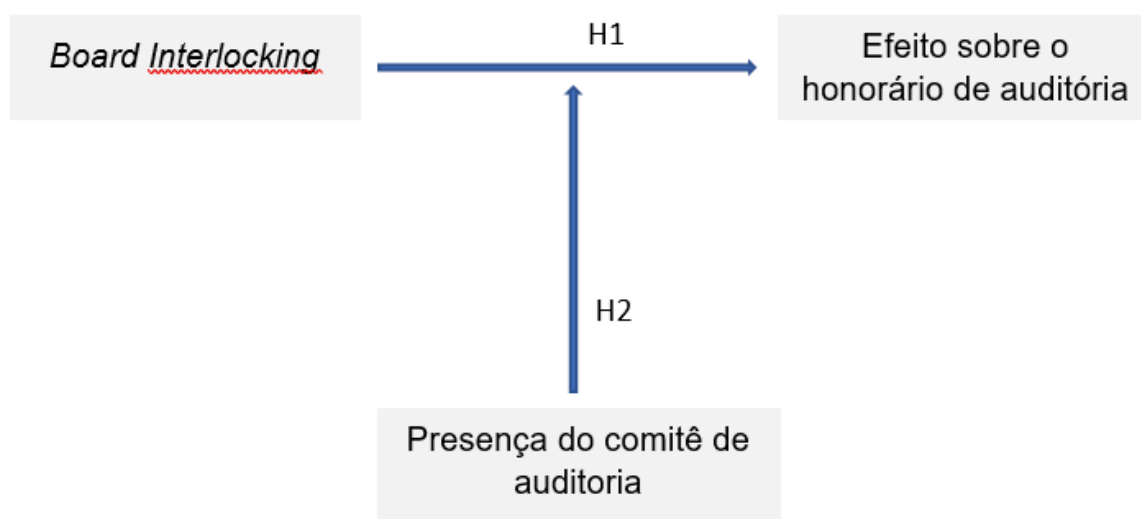 Board Interlocking
H1
Efeito sobre o
honorário de auditória
H2
Presença do comitê de
auditoria